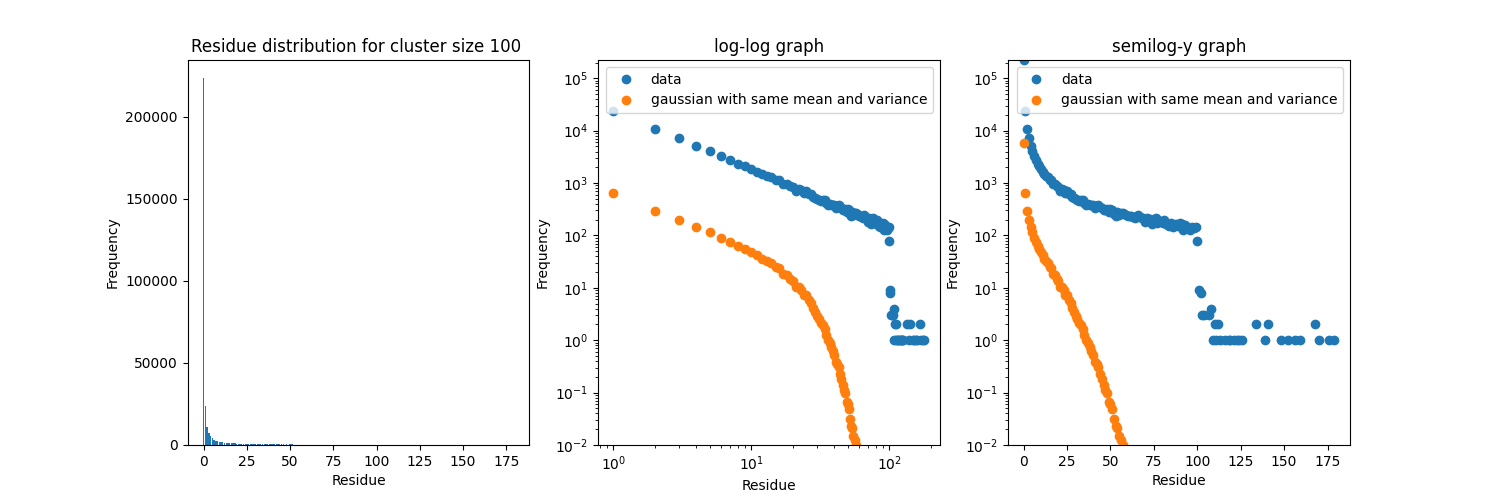 Residue distribution for cluster size 100
200000
150000
100000
50000
0
Frequency
0 25 50 75 100 125 150 175
Residue
log-log graph
data
gaussian with same mean and variance
10^5
10^4
10^3
10^2
10^1
10^0
10^-1
10^-2
Frequency
10^0 10^1 10^2
Residue
semilog-y graph
data
gaussian with same mean and variance
10^5
10^4
10^3
10^2
10^1
10^0
10^-1
10^-2
Frequency
0 25 50 75 100 125 150 175
Residue